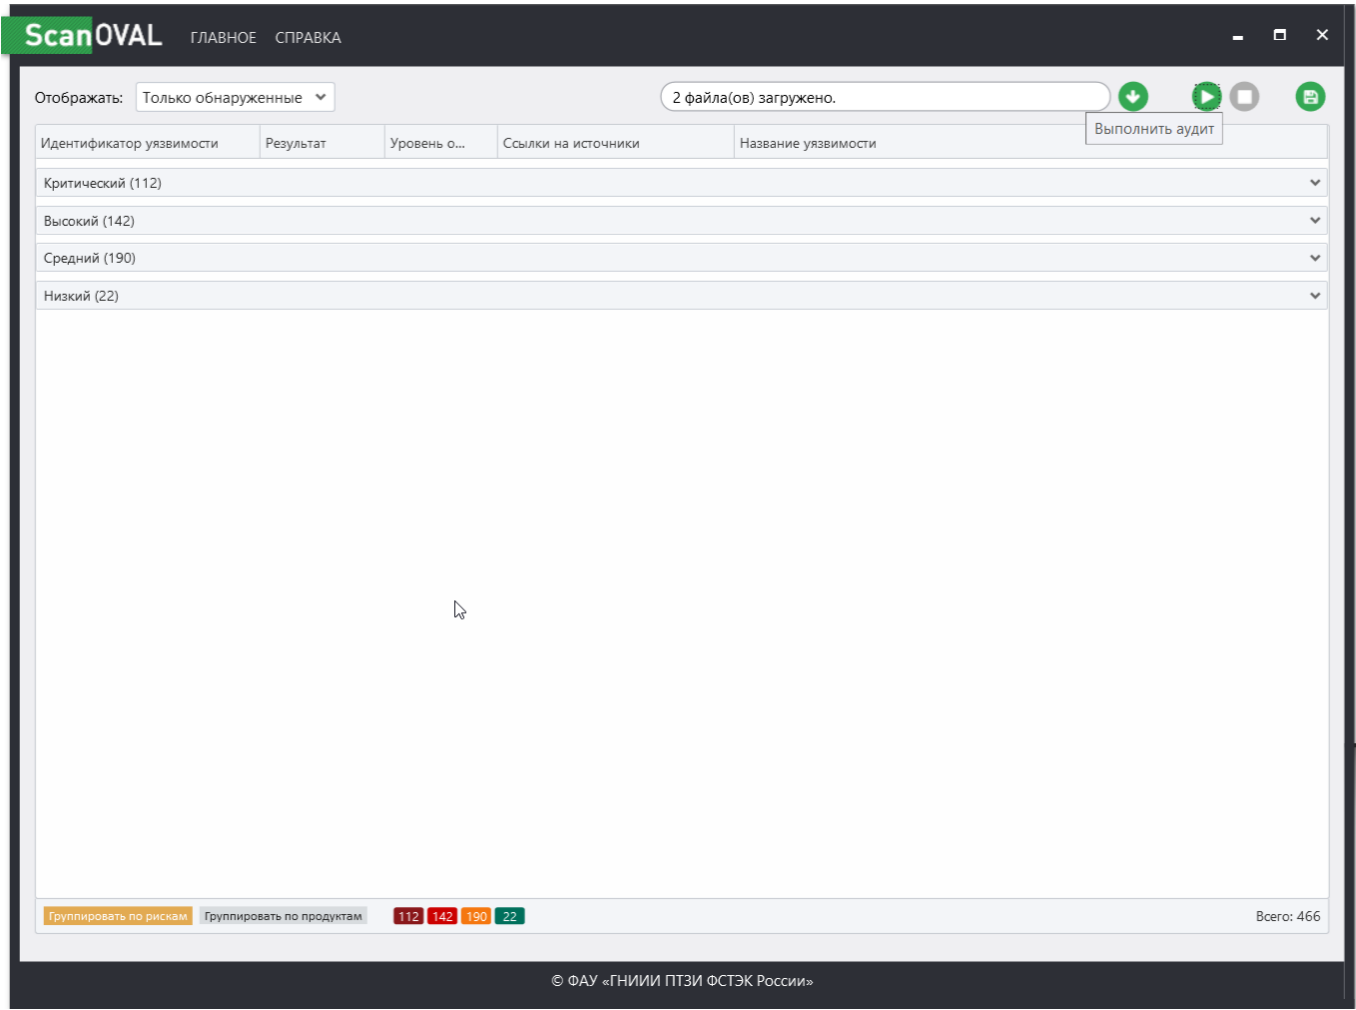 ScanOVAL ГЛАВНОЕ СПРАВКА
Отображать: Только обнаруженные 2 файла(ов) загружено.
Выполнить аудит
Идентификатор уязвимости Результат Уровень о... Ссылки на источники Название уязвимости
Критический (112)
Высокий (142)
Средний (190)
Низкий (22)
Группировать по рискам Группировать по продуктам 112 142 190 22 Всего: 466
© ФАУ «ГНИИИ ПТЗИ ФСТЭК России»